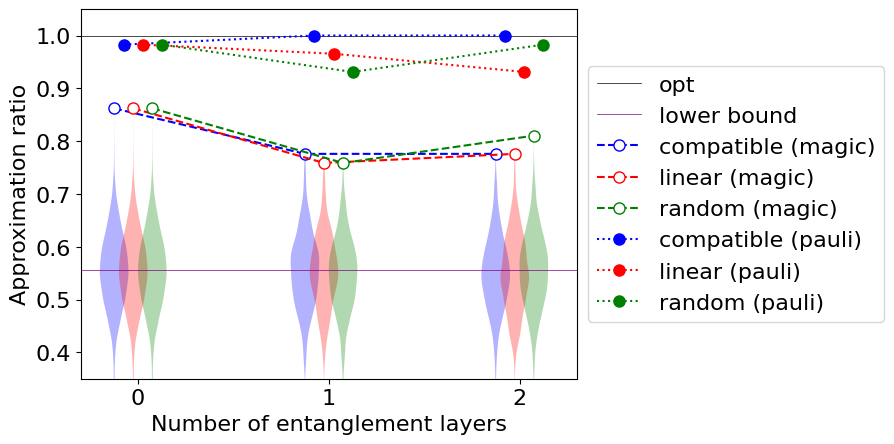 Approximation ratio
1.0
0.9
0.8
0.7
0.6
0.5
0.4
0
1
2
Number of entanglement layers
opt
lower bound
compatible (magic)
linear (magic)
random (magic)
compatible (pauli)
linear (pauli)
random (pauli)